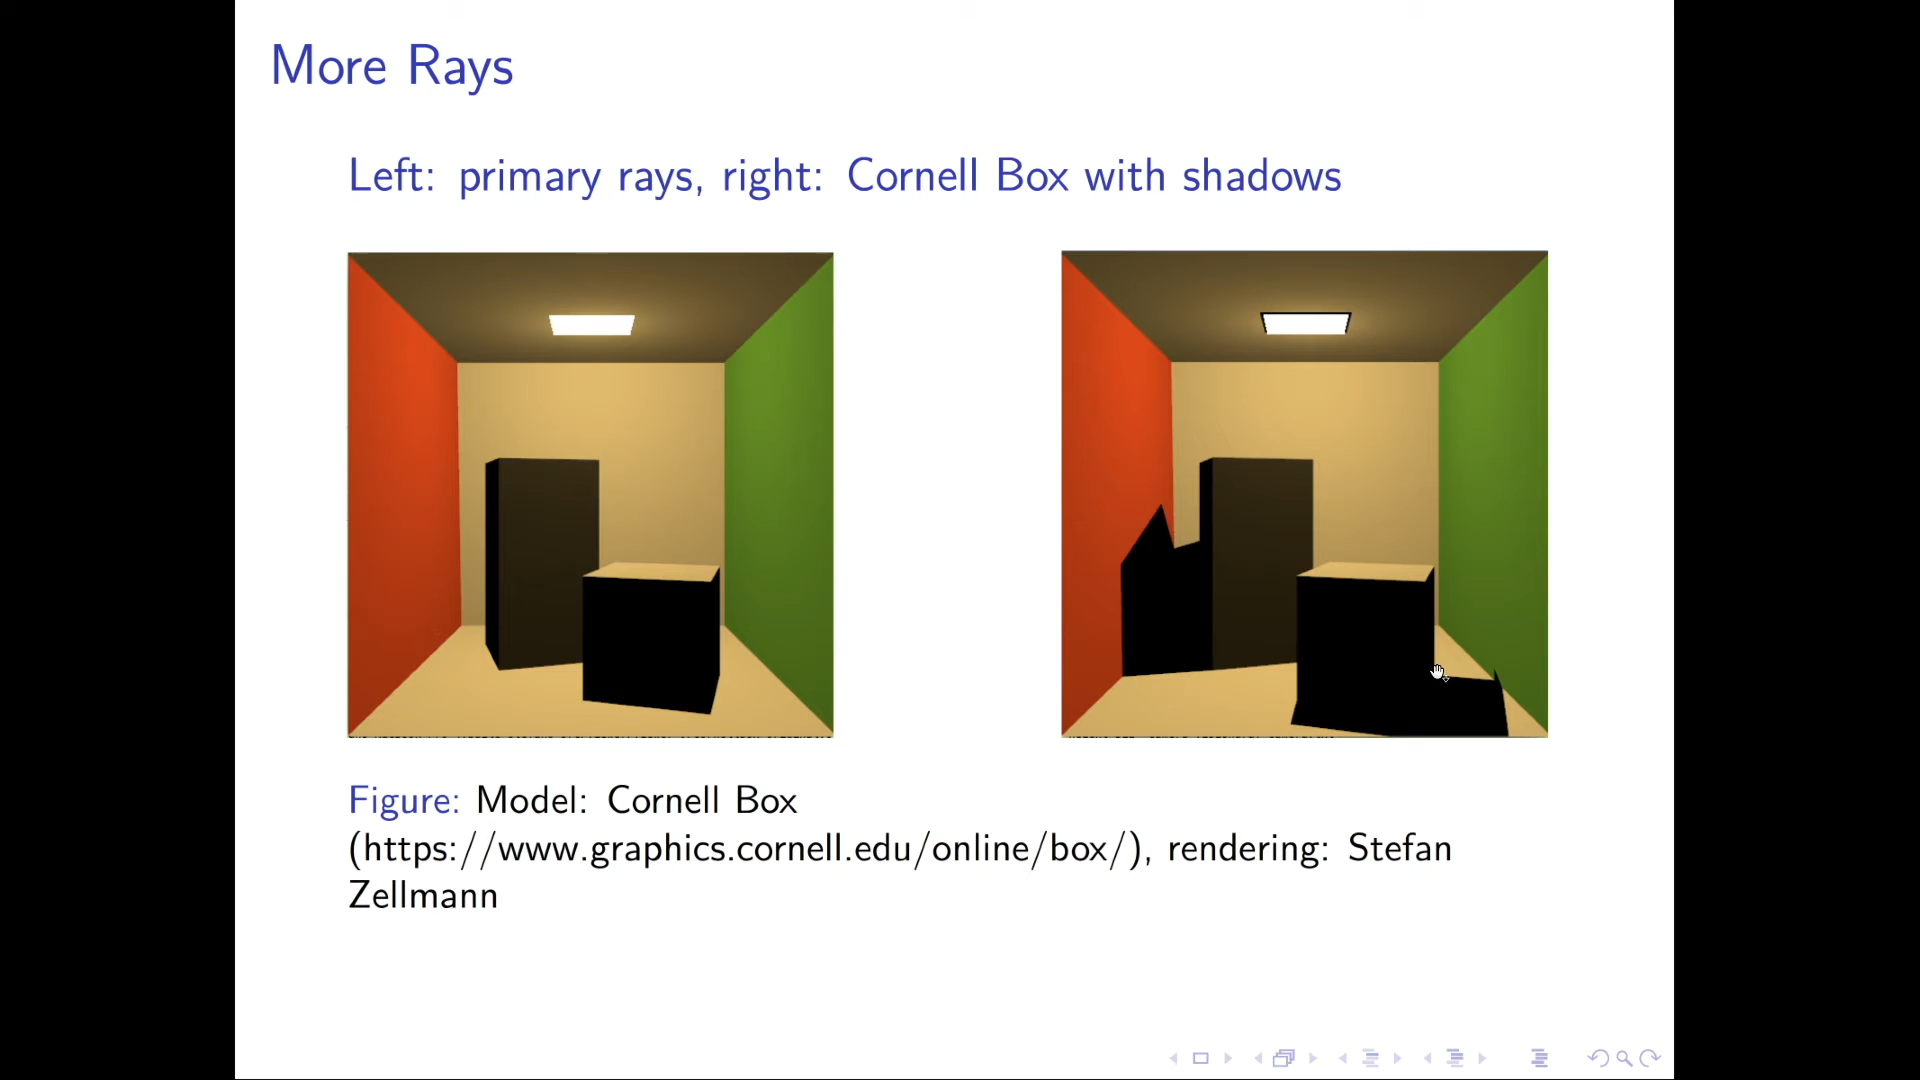 More Rays
Left: primary rays, right: Cornell Box with shadows
Figure: Model: Cornell Box
(https://www.graphics.cornell.edu/online/box/), rendering: Stefan
Zellmann